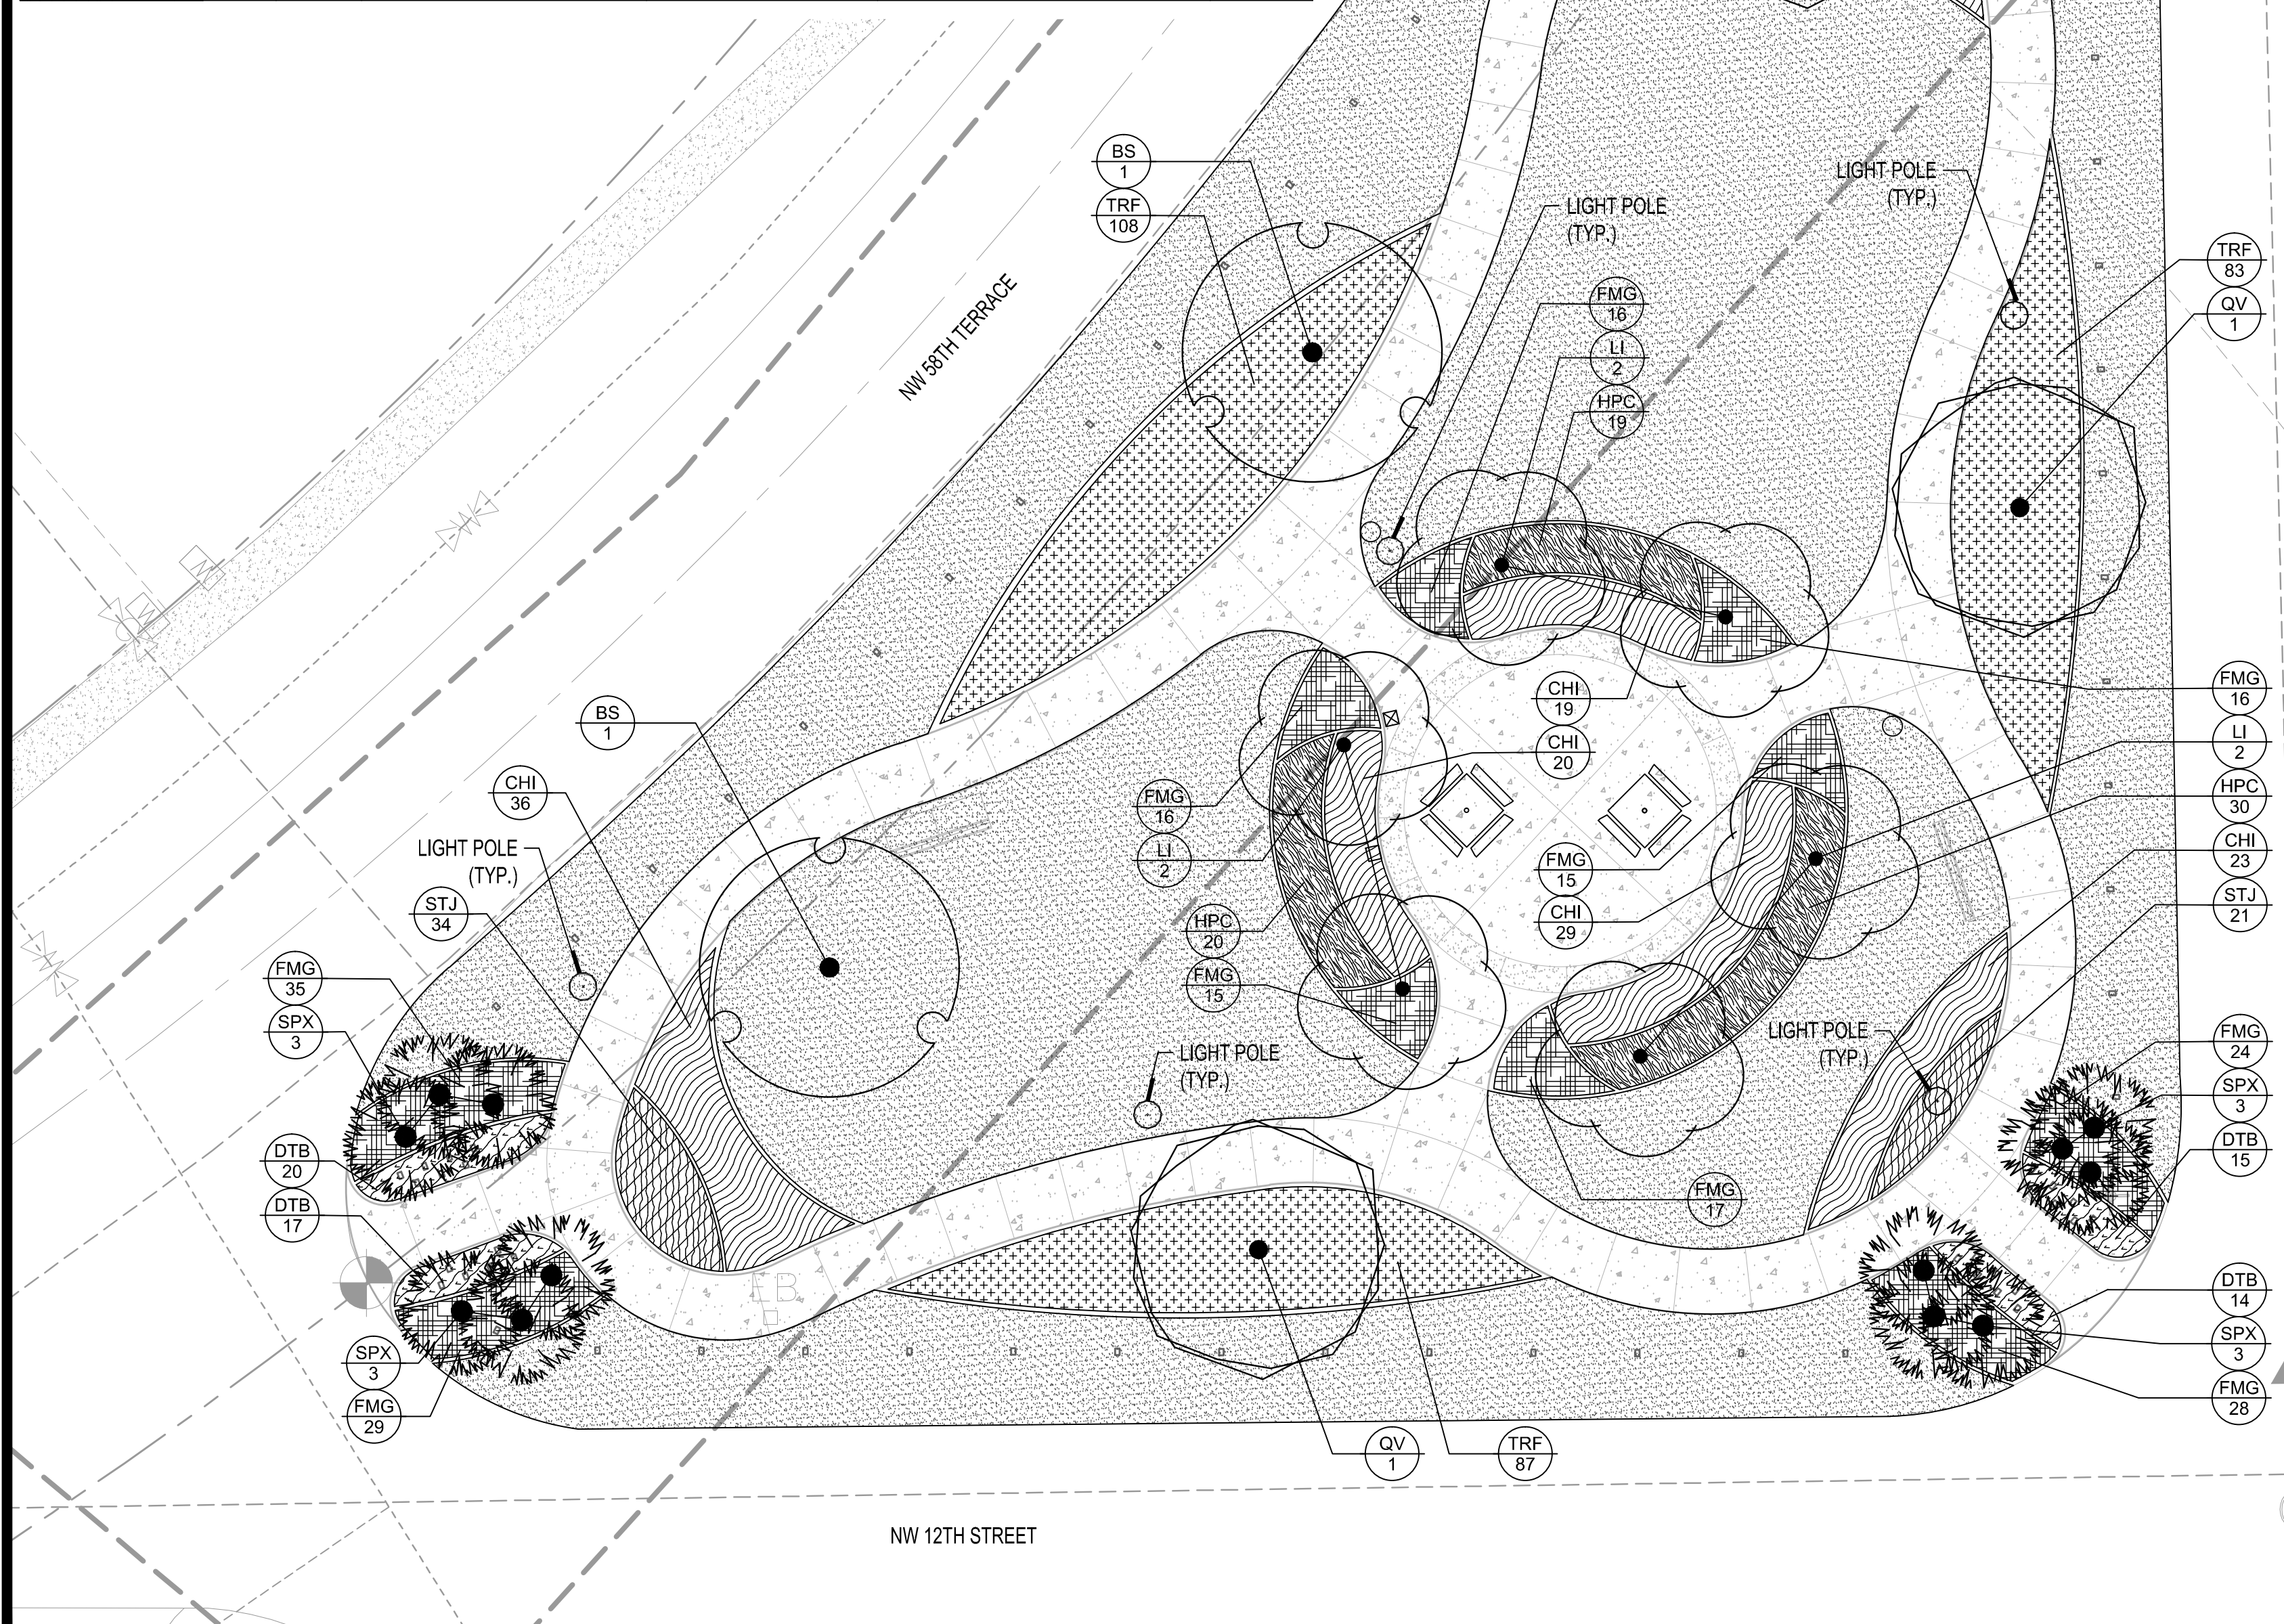 BS
1
TRF
108
LIGHT POLE
(TYP.)
LIGHT POLE
(TYP.)
TRF
83
QV
1
NW 58TH TERRACE
FMG
16
LI
2
HPC
19
BS
1
CHI
36
LIGHT POLE
(TYP.)
STJ
34
FMG
35
SPX
3
DTB
20
DTB
17
SPX
3
FMG
29
FMG
16
LI
2
HPC
20
FMG
15
LIGHT POLE
(TYP.)
CHI
19
CHI
20
FMG
15
CHI
29
LIGHT POLE
(TYP.)
FMG
17
FMG
16
LI
2
HPC
30
CHI
23
STJ
21
FMG
24
SPX
3
DTB
15
DTB
14
SPX
3
FMG
28
LB
QV
1
TRF
87
NW 12TH STREET